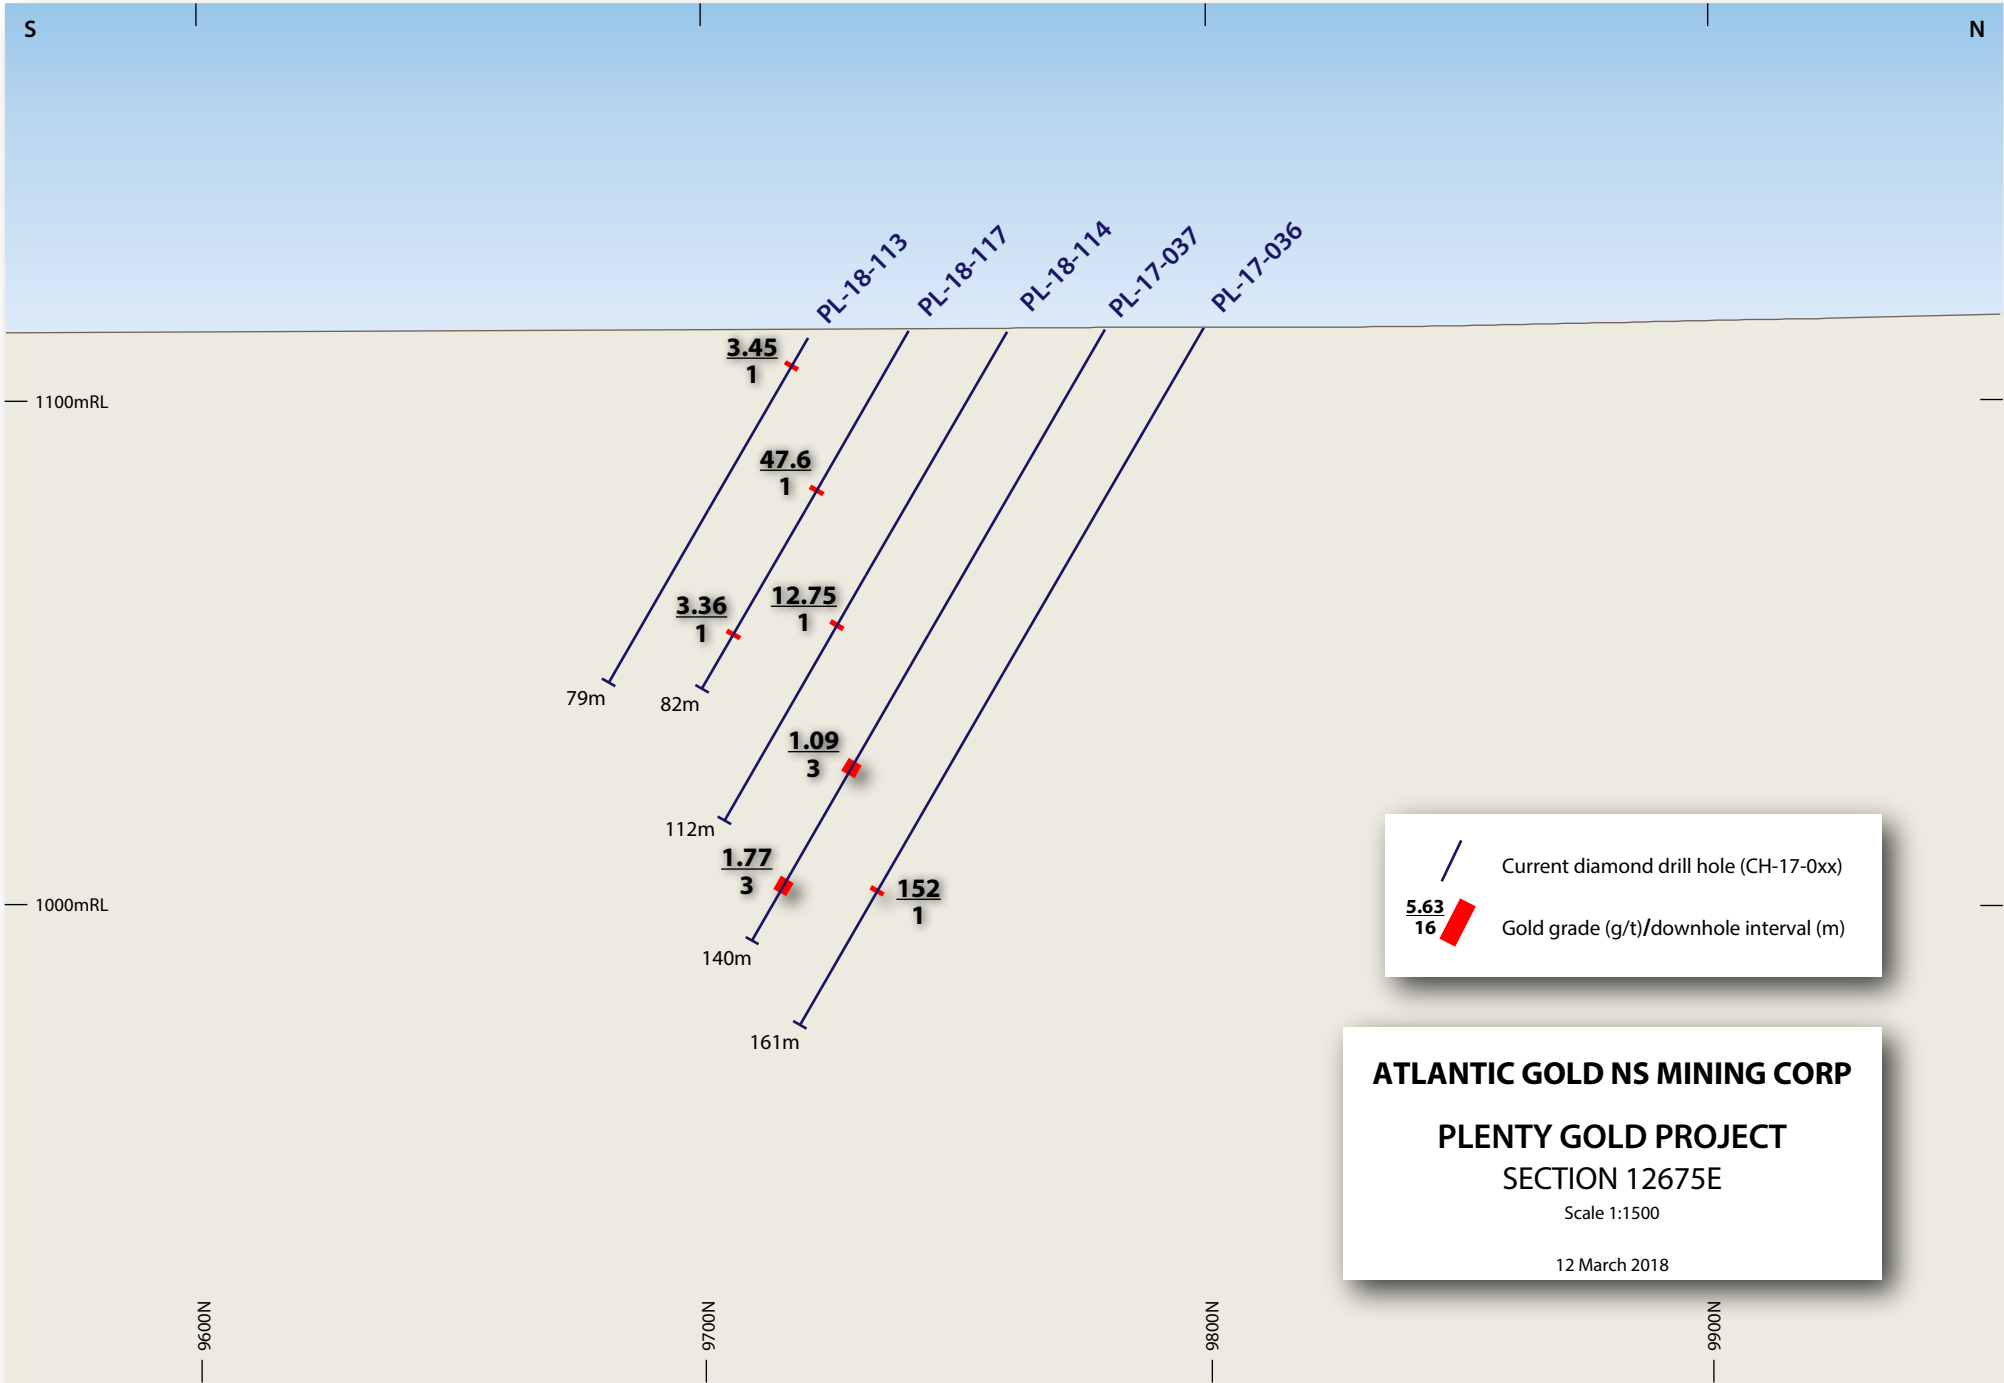 S
N
PL-18-113
PL-18-117
PL-18-114
PL-17-037
PL-17-036
3.45
1
1100mRL
47.6
1
3.36
1
12.75
1
79m
82m
1.09
3
112m
1.77
3
152
1
1000mRL
140m
161m
Current diamond drill hole (CH-17-0xx)
5.63
16
Gold grade (g/t)/downhole interval (m)
ATLANTIC GOLD NS MINING CORP
PLENTY GOLD PROJECT
SECTION 12675E
Scale 1:1500
12 March 2018
9600N
9700N
9800N
9900N